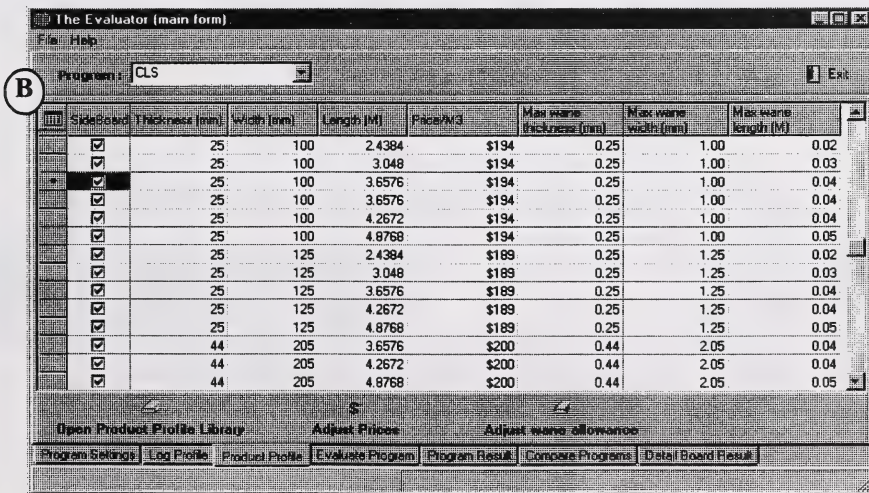 The Evaluator (main form)
File Help
Program : CLS Exit
B
SideBoard Thickness (mm) Width (mm) Length (M) Price/M3 Max wane thickness (mm) Max wane width (mm) Max wane length (M)
25 100 2.4384 $194 0.25 1.00 0.02
25 100 3.048 $194 0.25 1.00 0.03
25 100 3.6576 $194 0.25 1.00 0.04
25 100 3.6576 $194 0.25 1.00 0.04
25 100 4.2672 $194 0.25 1.00 0.04
25 100 4.8768 $194 0.25 1.00 0.05
25 125 2.4384 $189 0.25 1.25 0.02
25 125 3.048 $189 0.25 1.25 0.03
25 125 3.6576 $189 0.25 1.25 0.04
25 125 4.2672 $189 0.25 1.25 0.04
25 125 4.8768 $189 0.25 1.25 0.05
44 205 3.6576 $200 0.44 2.05 0.04
44 205 4.2672 $200 0.44 2.05 0.04
44 205 4.8768 $200 0.44 2.05 0.05
$
Open Product Profile Library Adjust Prices Adjust wane allowance
Program Settings Log Profile Product Profile Evaluate Program Program Result Compare Programs Detail Board Result